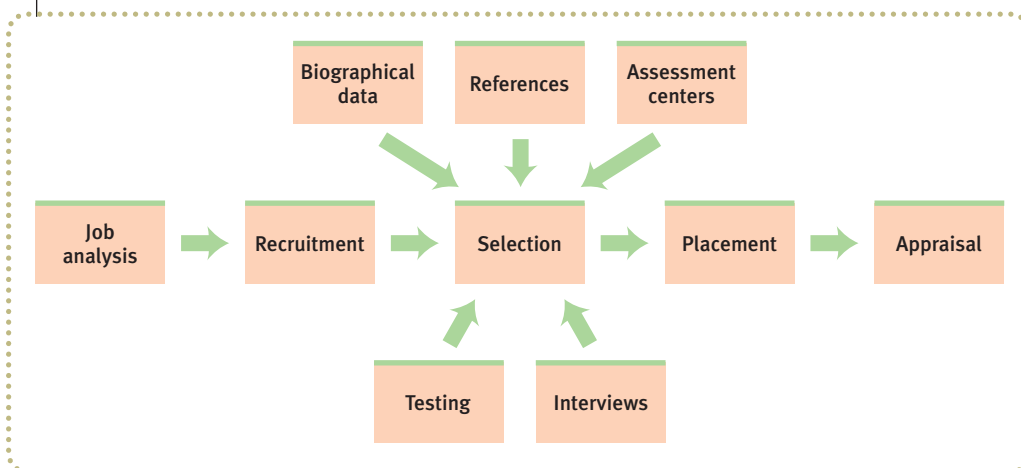 Biographical
data
References
Assessment
centers
Job
analysis
Recruitment
Selection
Placement
Appraisal
Testing
Interviews